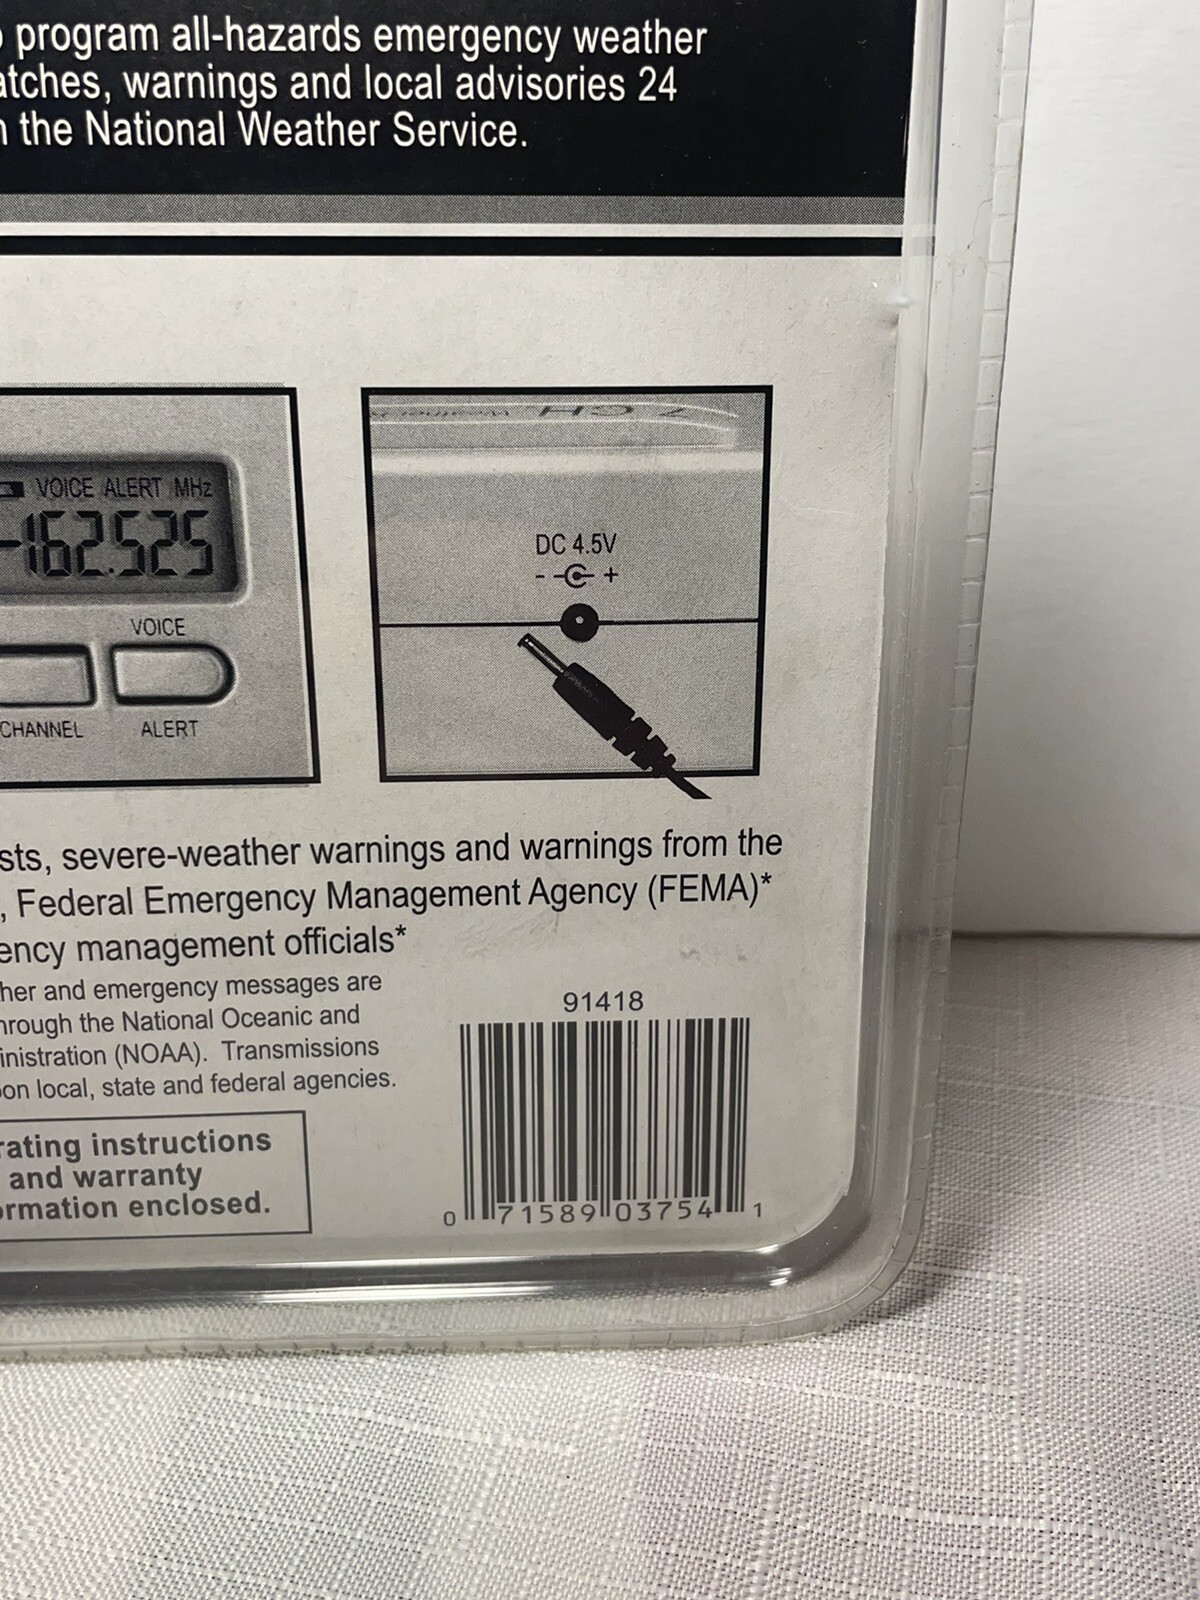 program all-hazards emergency weather
atches, warnings and local advisories 24
the National Weather Service.
VOICE ALERT MHz
162.525
VOICE
CHANNEL
ALERT
7 CH
DC 4.5V
- +
sts, severe-weather warnings and warnings from the
, Federal Emergency Management Agency (FEMA)*
ency management officials*
her and emergency messages are
hrough the National Oceanic and
inistration (NOAA). Transmissions
on local, state and federal agencies.
rating instructions
and warranty
ormation enclosed.
91418
0 71589 03754 1